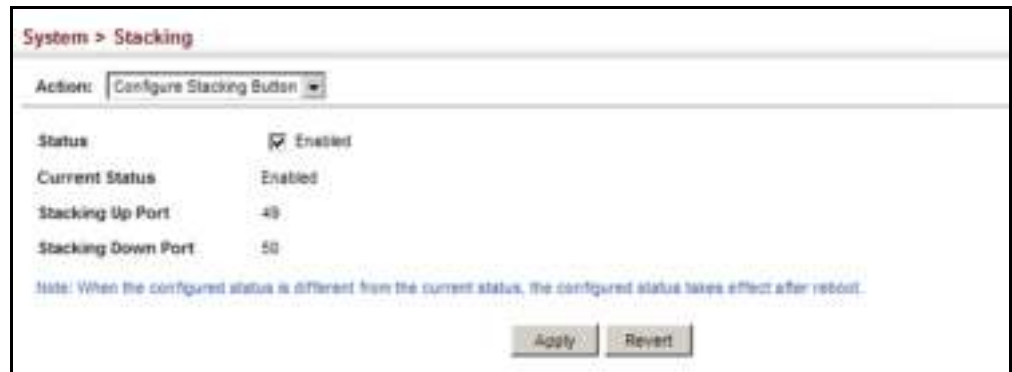 System > Stacking
Action: Configure Stacking Button
Status Enabled
Current Status Enabled
Stacking Up Port 49
Stacking Down Port 50
Note: When the configured status is different from the current status, the configured status takes effect after reboot.
Apply Revert